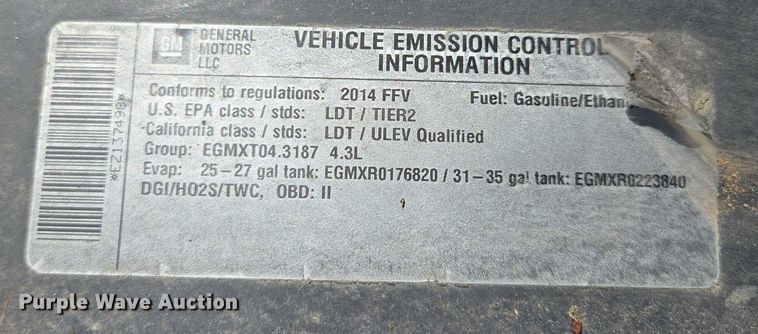 GM GENERAL
MOTORS
LLC
VEHICLE EMISSION CONTROL
INFORMATION
Conforms to regulations: 2014 FFV Fuel: Gasoline/Ethan
U.S. EPA class / stds: LDT / TIER2
California class / stds: LDT / ULEV Qualified
Group: EGMXT04.3187 4.3L
Evap: 25-27 gal tank: EGMXR0176820 / 31-35 gal tank: EGMXR0223840
DGI/HO2S/TWC, OBD: II
*EZ137498*
Purple Wave Auction